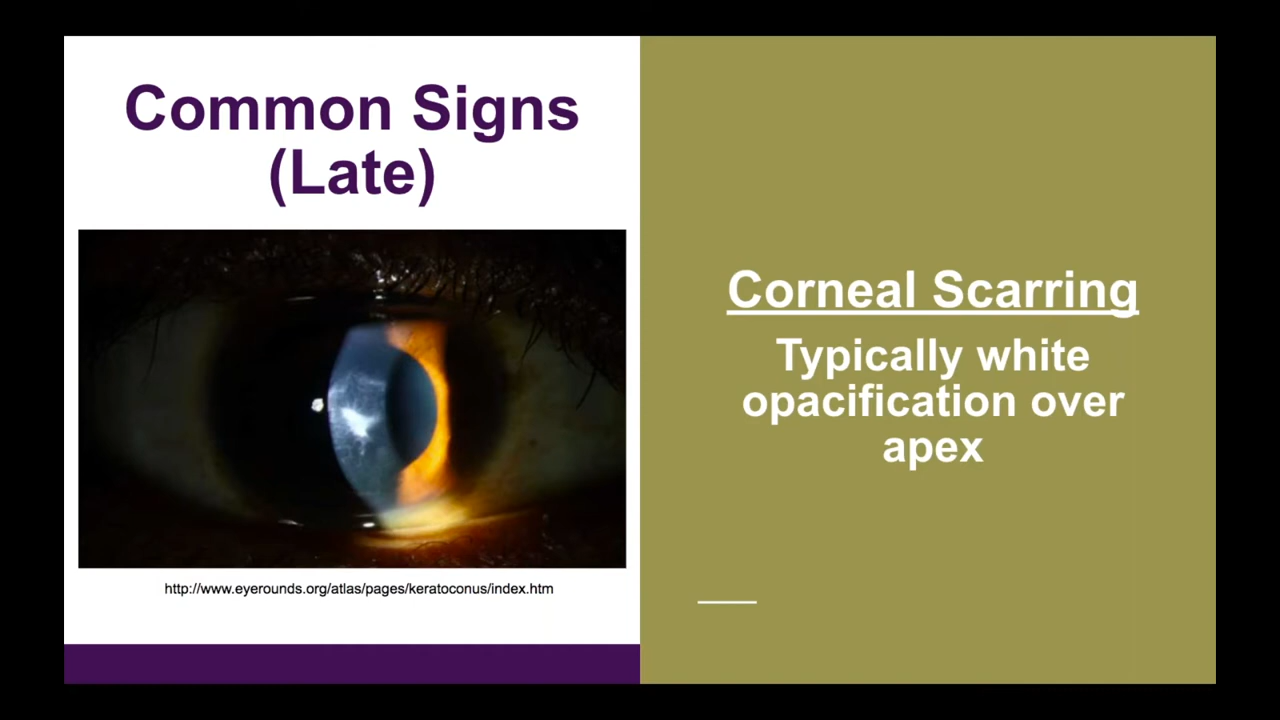 Common Signs
(Late)
http://www.eyerounds.org/atlas/pages/keratoconus/index.htm
Corneal Scarring
Typically white
opacification over
apex